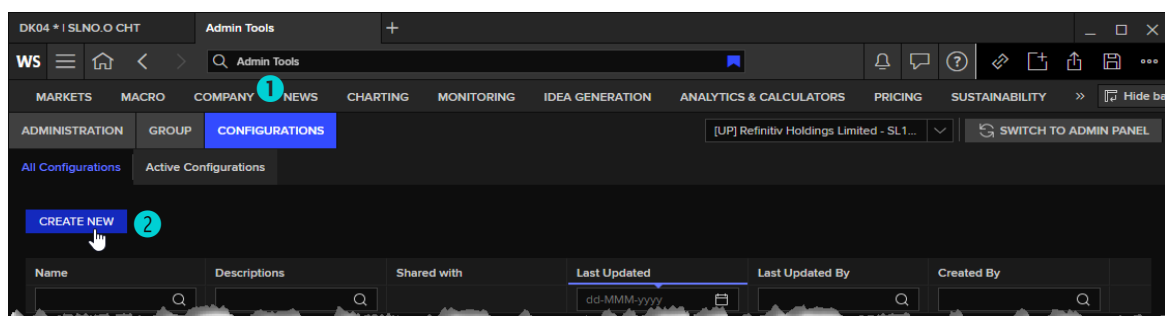 DK04 * I SLNO.O CHT Admin Tools +
WS Admin Tools ?
1
MARKETS MACRO COMPANY NEWS CHARTING MONITORING IDEA GENERATION ANALYTICS & CALCULATORS PRICING SUSTAINABILITY >> Hide ba
ADMINISTRATION GROUP CONFIGURATIONS [UP] Refinitiv Holdings Limited - SL1... SWITCH TO ADMIN PANEL
All Configurations Active Configurations
CREATE NEW 2
Name Descriptions Shared with Last Updated Last Updated By Created By
dd-MMM-yyyy